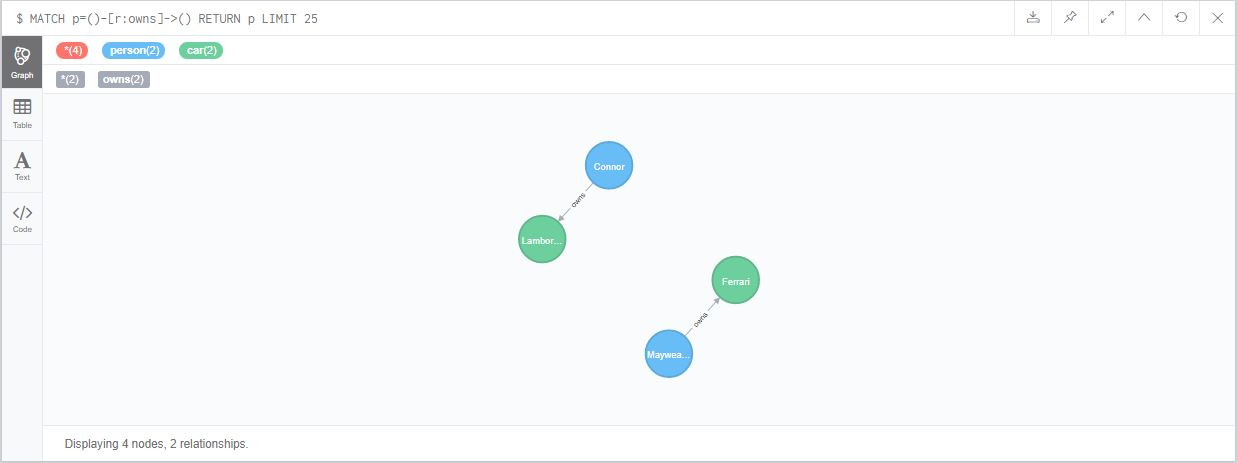 $ MATCH p=()-[r:owns]->() RETURN p LIMIT 25
Graph
*(4) person(2) car(2)
*(2) owns(2)
Table
Text
Code
Connor
owns
Lambor...
Ferrari
owns
Maywea...
Displaying 4 nodes, 2 relationships.